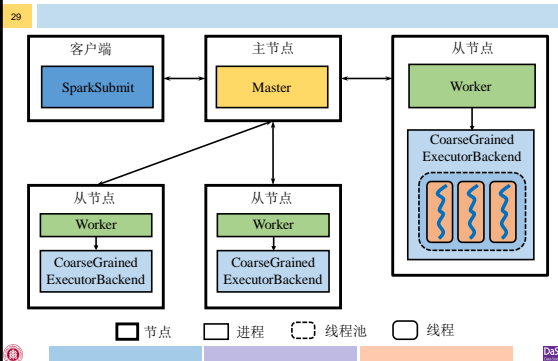 29
客户端
SparkSubmit
主节点
Master
从节点
Worker
CoarseGrained
ExecutorBackend
从节点
Worker
CoarseGrained
ExecutorBackend
从节点
Worker
CoarseGrained
ExecutorBackend
节点
进程
线程池
线程